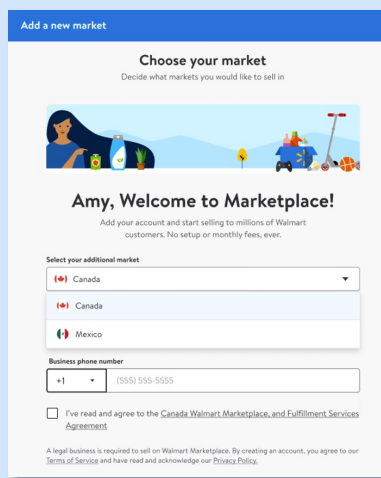 Add a new market
Choose your market
Decide what markets you would like to sell in
Amy, Welcome to Marketplace!
Add your account and start selling to millions of Walmart
customers. No setup or monthly fees, ever.
Select your additional market
Canada
Canada
Mexico
Business phone number
+1 (555) 555-5555
I've read and agree to the Canada Walmart Marketplace, and Fulfillment Services
Agreement
A legal business is required to sell on Walmart Marketplace. By creating an account, you agree to our
Terms of Service and have read and acknowledge our Privacy Policy.